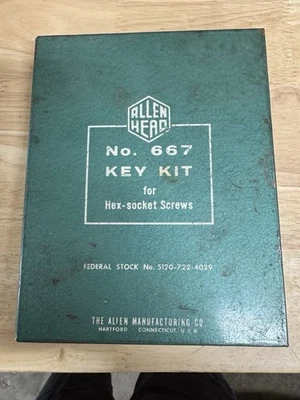 ALLEN
HEAD
No. 667
KEY KIT
for
Hex-socket Screws
FEDERAL STOCK No. 5120-722-4029
THE ALLEN MANUFACTURING CO
HARTFORD CONNECTICUT, U.S.A.